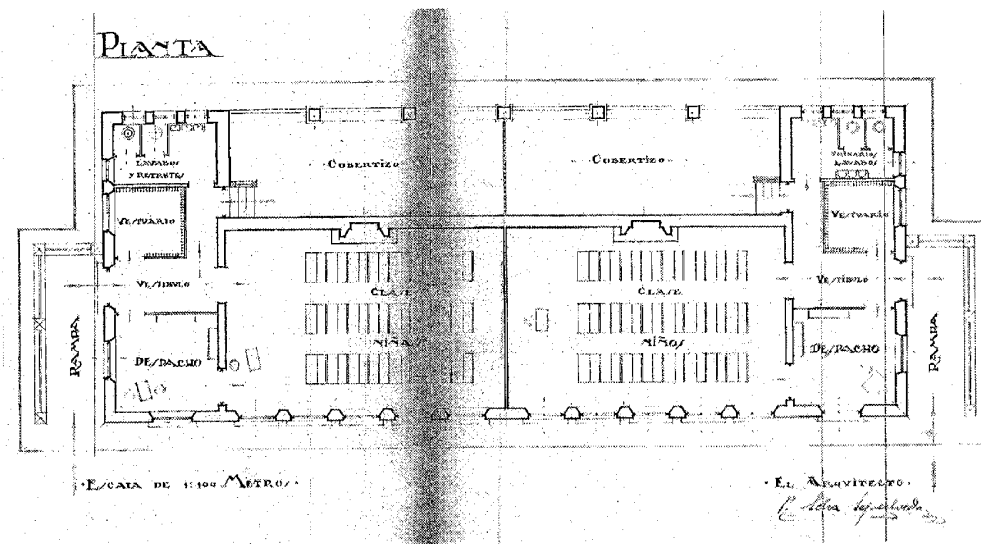 PLANTA
COBERTIZO
COBERTIZO
LAVABOS
Y RETRETES
URINARIOS
LAVABOS
VESTUARIO
VESTUARIO
VESTIBULO
CLASE
CLASE
VESTIBULO
NIÑAS
NIÑOS
RAMPA
DESPACHO
DESPACHO
RAMPA
·ESCALA DE 1:100 METROS·
·EL ARQVITECTO·